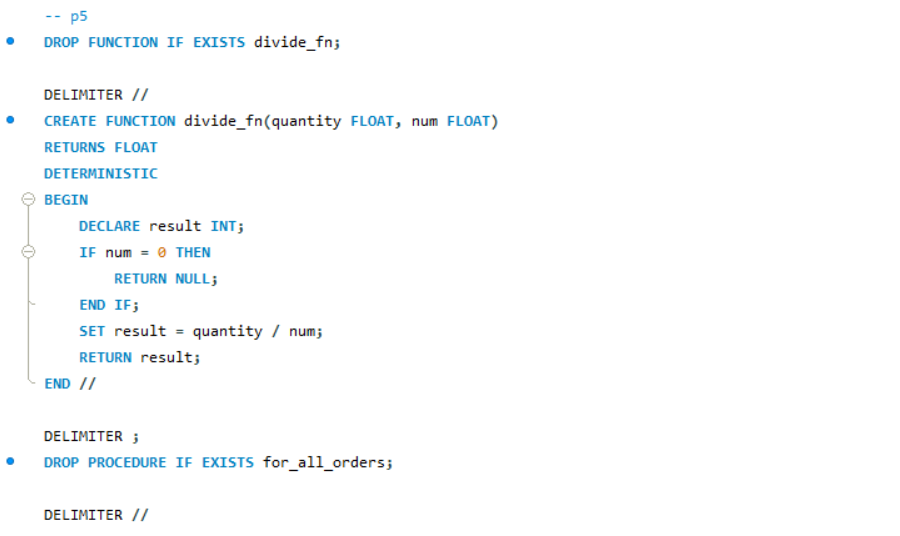 -- p5
DROP FUNCTION IF EXISTS divide_fn;
DELIMITER //
CREATE FUNCTION divide_fn(quantity FLOAT, num FLOAT)
RETURNS FLOAT
DETERMINISTIC
BEGIN
DECLARE result INT;
IF num = 0 THEN
RETURN NULL;
END IF;
SET result = quantity / num;
RETURN result;
END //
DELIMITER ;
DROP PROCEDURE IF EXISTS for_all_orders;
DELIMITER //